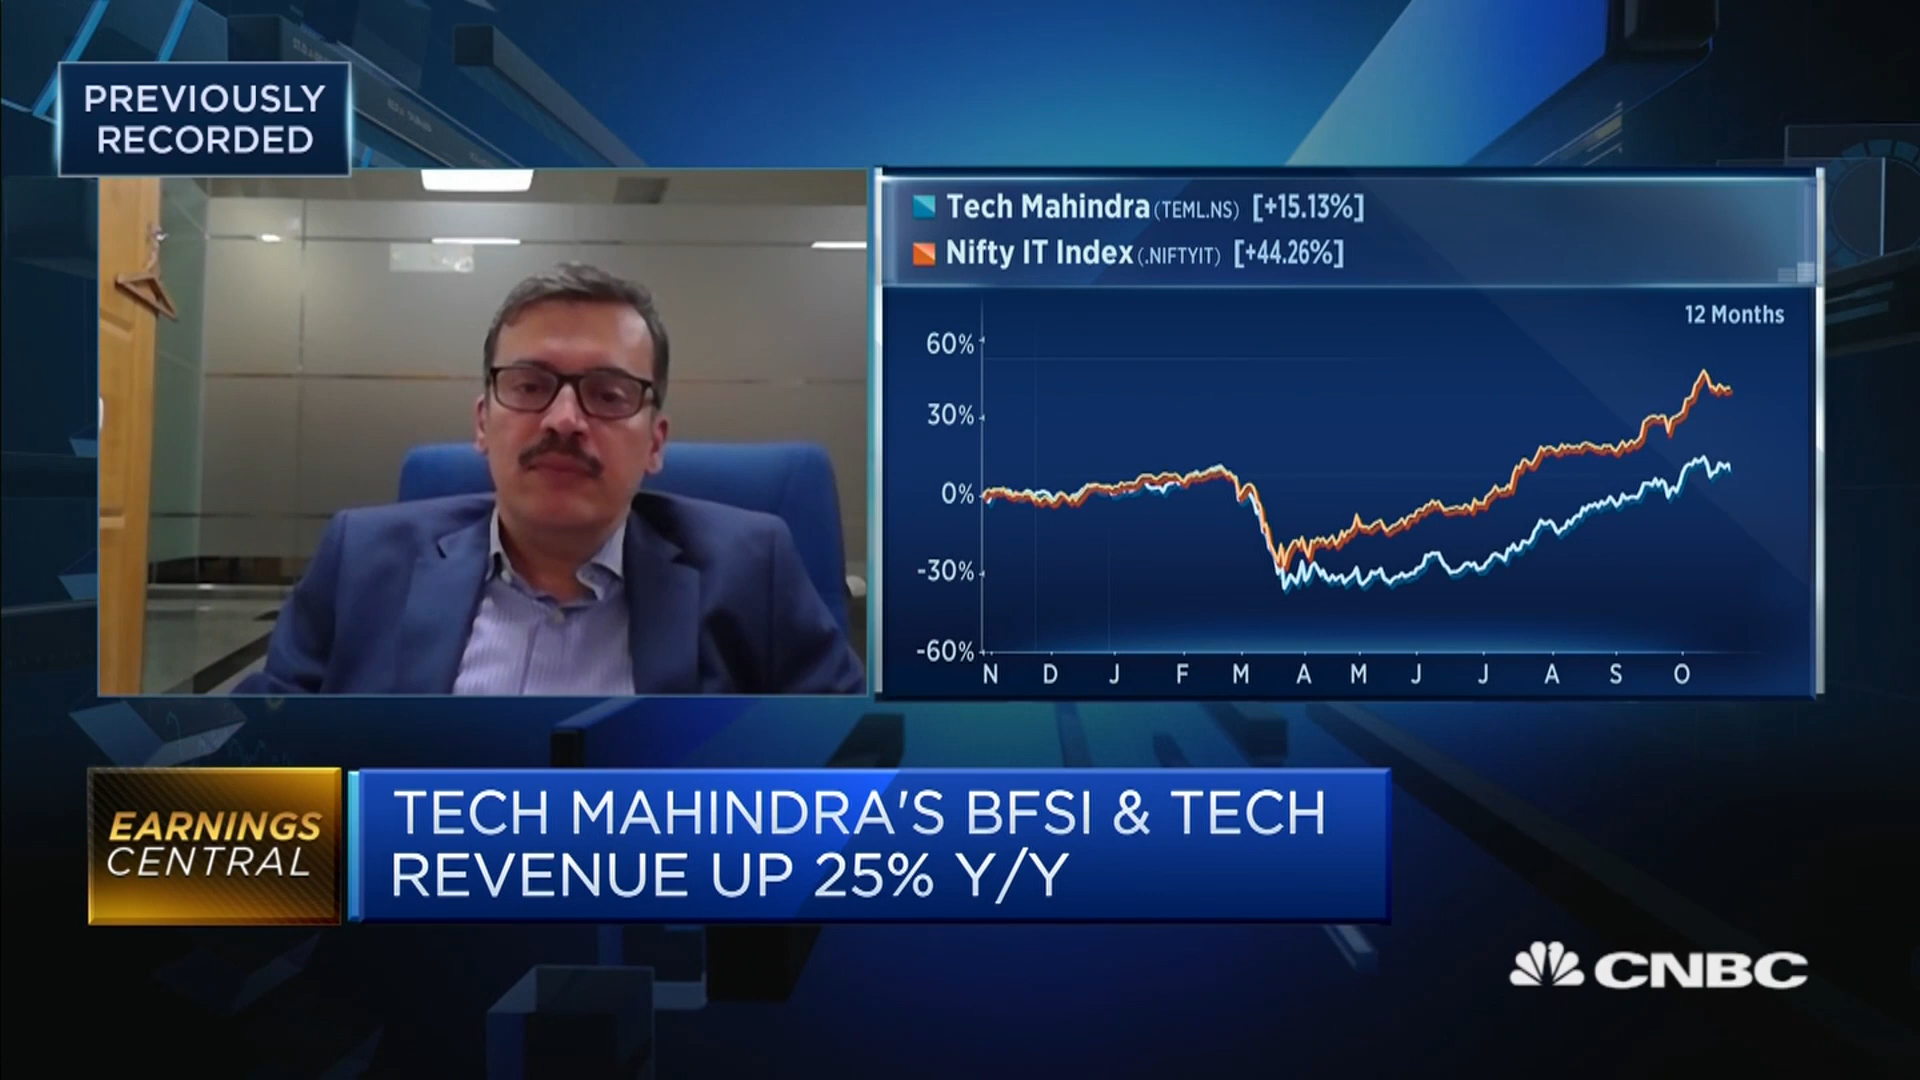 PREVIOUSLY
RECORDED
Tech Mahindra (TEML.NS) [+15.13%]
Nifty IT Index (.NIFTYIT) [+44.26%]
12 Months
60%
30%
0%
-30%
-60%
N D J F M A M J J A S O
EARNINGS
CENTRAL
TECH MAHINDRA'S BFSI & TECH
REVENUE UP 25% Y/Y
CNBC